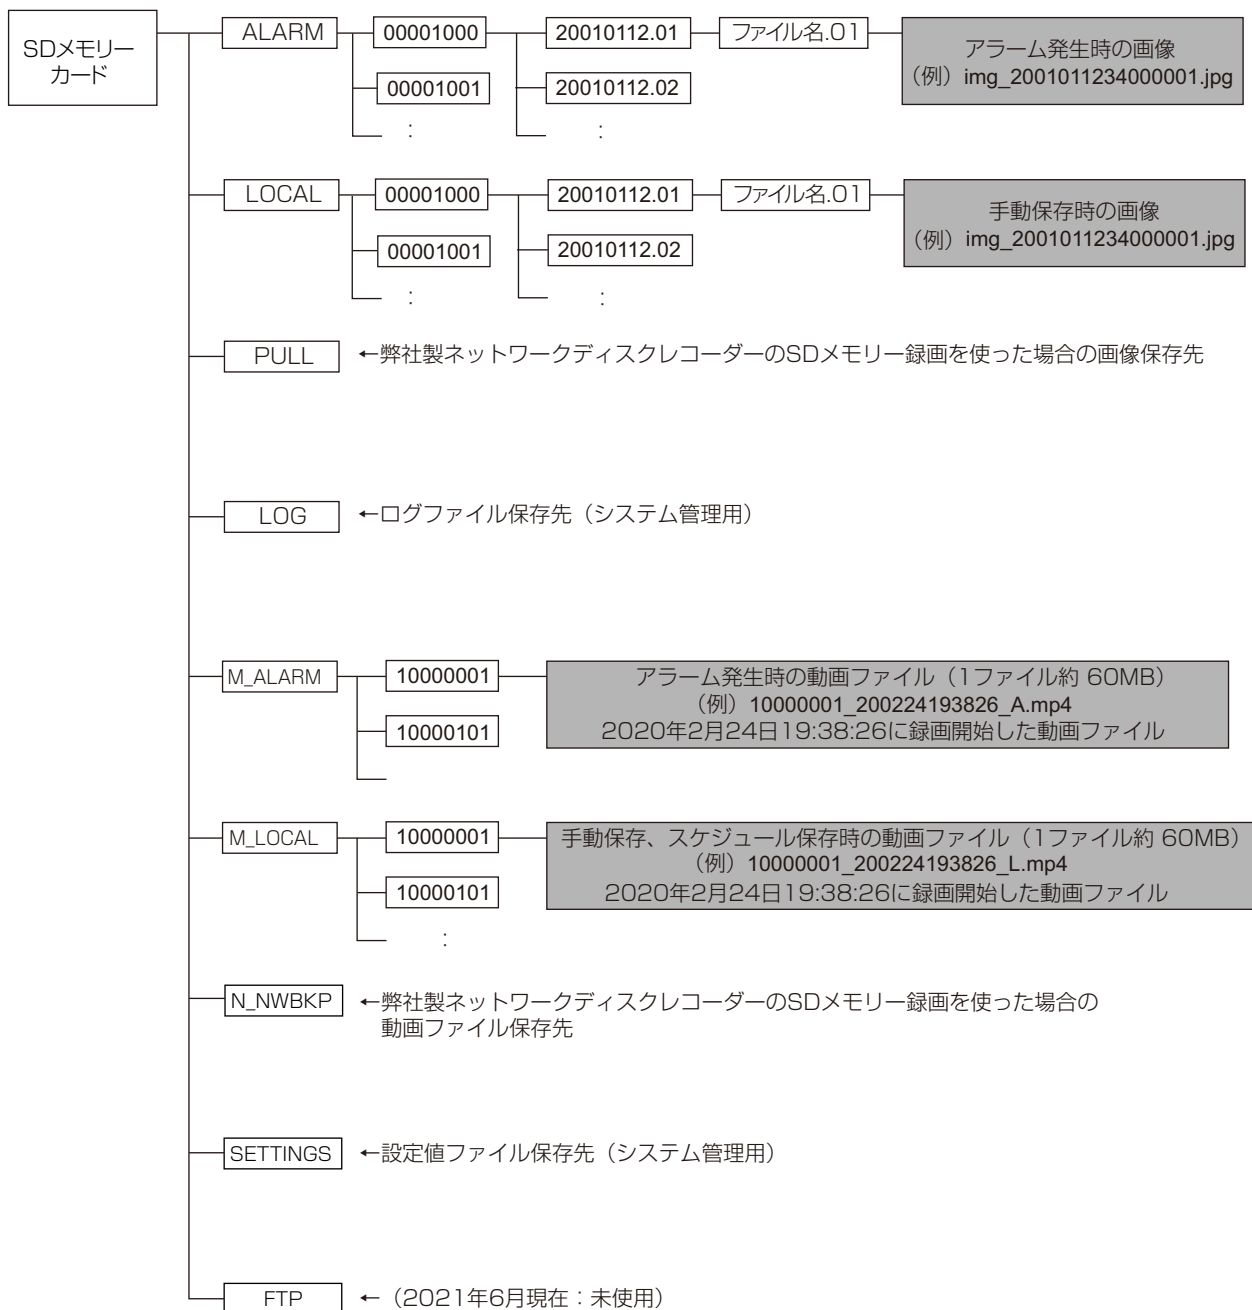 SDメモリー
カード
ALARM
00001000
20010112.01
ファイル名.01
アラーム発生時の画像
（例）img_2001011234000001.jpg
00001001
20010112.02
：
：
LOCAL
00001000
20010112.01
ファイル名.01
手動保存時の画像
（例）img_2001011234000001.jpg
00001001
20010112.02
：
：
PULL
←弊社製ネットワークディスクレコーダーのSDメモリー録画を使った場合の画像保存先
LOG
←ログファイル保存先（システム管理用）
M_ALARM
10000001
アラーム発生時の動画ファイル（1ファイル約 60MB）
（例）10000001_200224193826_A.mp4
2020年2月24日19:38:26に録画開始した動画ファイル
10000101
M_LOCAL
10000001
手動保存、スケジュール保存時の動画ファイル（1ファイル約 60MB）
（例）10000001_200224193826_L.mp4
2020年2月24日19:38:26に録画開始した動画ファイル
10000101
：
N_NWBKP
←弊社製ネットワークディスクレコーダーのSDメモリー録画を使った場合の
動画ファイル保存先
SETTINGS
←設定値ファイル保存先（システム管理用）
FTP
←（2021年6月現在：未使用）